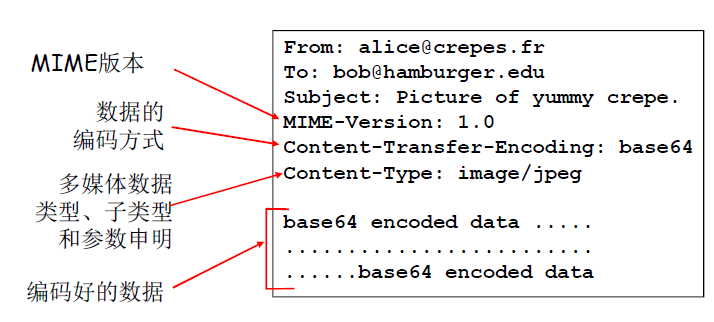 MIME版本
数据的
编码方式
多媒体数据
类型、子类型
和参数申明
编码好的数据
From: alice@crepes.fr
To: bob@hamburger.edu
Subject: Picture of yummy crepe.
MIME-Version: 1.0
Content-Transfer-Encoding: base64
Content-Type: image/jpeg
base64 encoded data .....
.........................
......base64 encoded data